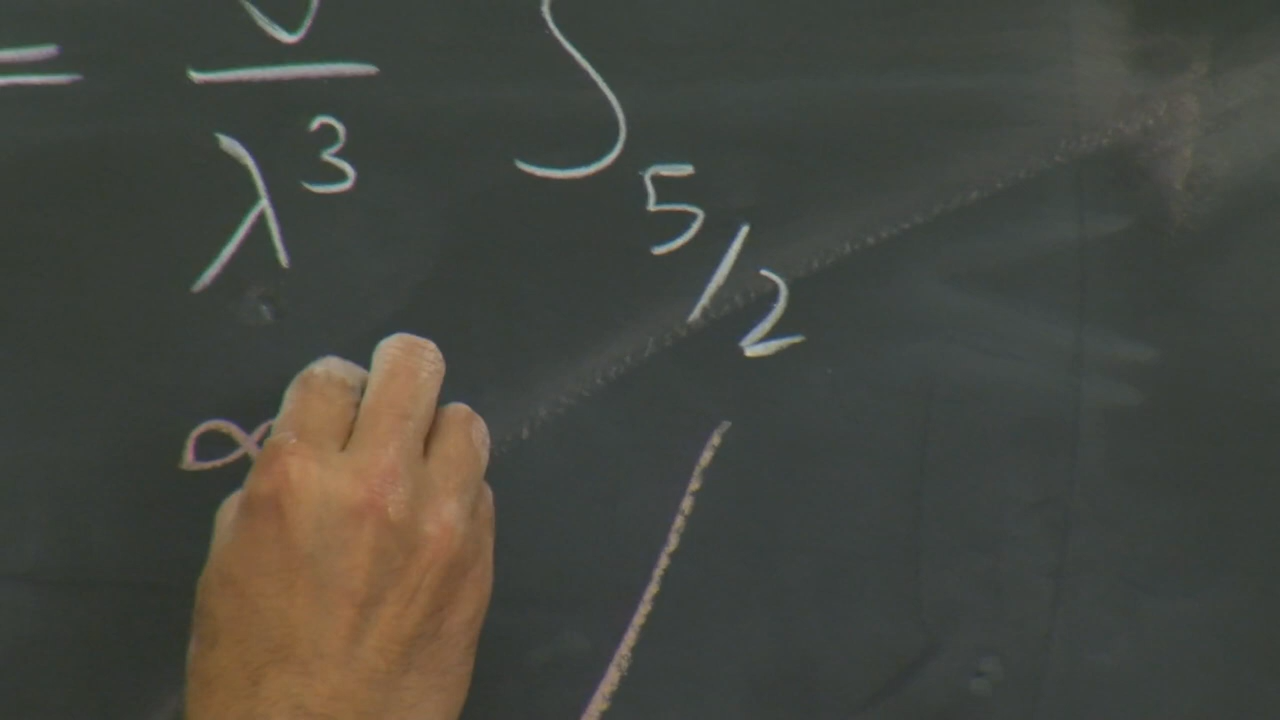 = V / λ³ ∫ 5/2
∝